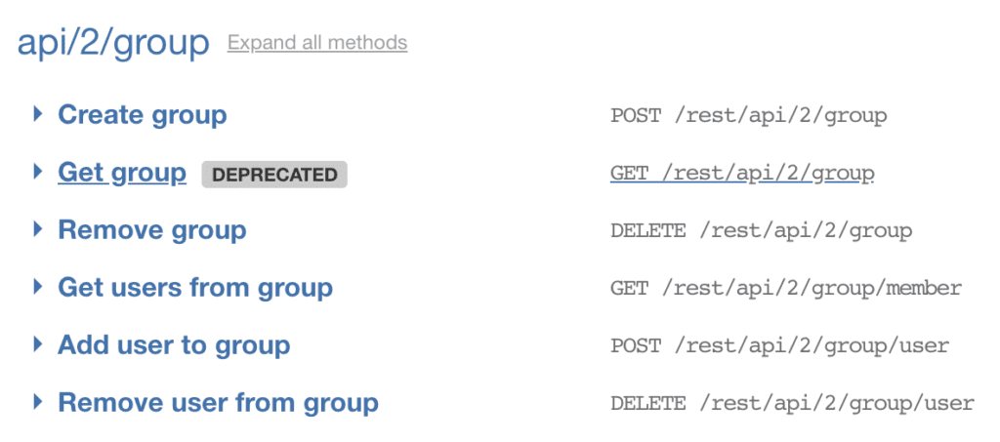 api/2/group Expand all methods
Create group POST /rest/api/2/group
Get group DEPRECATED GET /rest/api/2/group
Remove group DELETE /rest/api/2/group
Get users from group GET /rest/api/2/group/member
Add user to group POST /rest/api/2/group/user
Remove user from group DELETE /rest/api/2/group/user